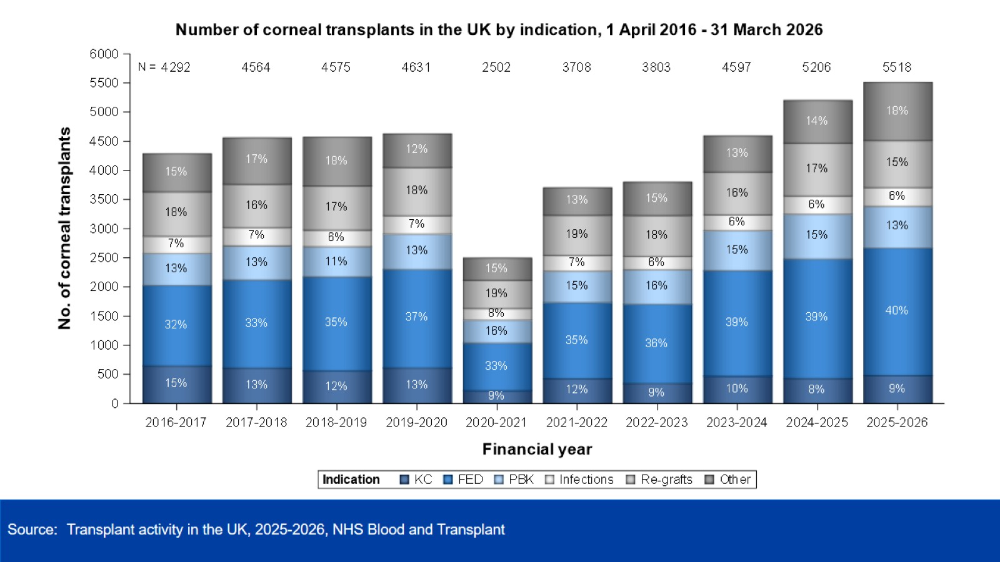 Number of corneal transplants in the UK by indication, 1 April 2016 - 31 March 2026
No. of corneal transplants
6000
5500
5000
4500
4000
3500
3000
2500
2000
1500
1000
500
0
N = 4292 4564 4575 4631 2502 3708 3803 4597 5206 5518
15% 18% 7% 13% 32% 15%
17% 16% 7% 13% 33% 13%
18% 17% 6% 11% 35% 12%
12% 18% 7% 13% 37% 13%
15% 19% 8% 16% 33% 9%
13% 19% 7% 15% 35% 12%
15% 18% 6% 16% 36% 9%
13% 16% 6% 15% 39% 10%
14% 17% 6% 15% 39% 8%
18% 15% 6% 13% 40% 9%
2016-2017 2017-2018 2018-2019 2019-2020 2020-2021 2021-2022 2022-2023 2023-2024 2024-2025 2025-2026
Financial year
Indication KC FED PBK Infections Re-grafts Other
Source: Transplant activity in the UK, 2025-2026, NHS Blood and Transplant